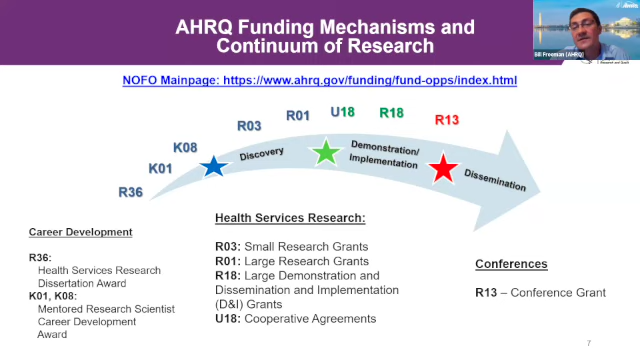 AHRQ Funding Mechanisms and
Continuum of Research
Bill Freeman (AHRQ)
NOFO Mainpage: https://www.ahrq.gov/funding/fund-opps/index.html
R36
K01
K08
R03
R01
U18
R18
R13
Discovery
Demonstration/
Implementation
Dissemination
Career Development
R36:
Health Services Research
Dissertation Award
K01, K08:
Mentored Research Scientist
Career Development
Award
Health Services Research:
R03: Small Research Grants
R01: Large Research Grants
R18: Large Demonstration and
Dissemination and Implementation
(D&I) Grants
U18: Cooperative Agreements
Conferences
R13 – Conference Grant
7